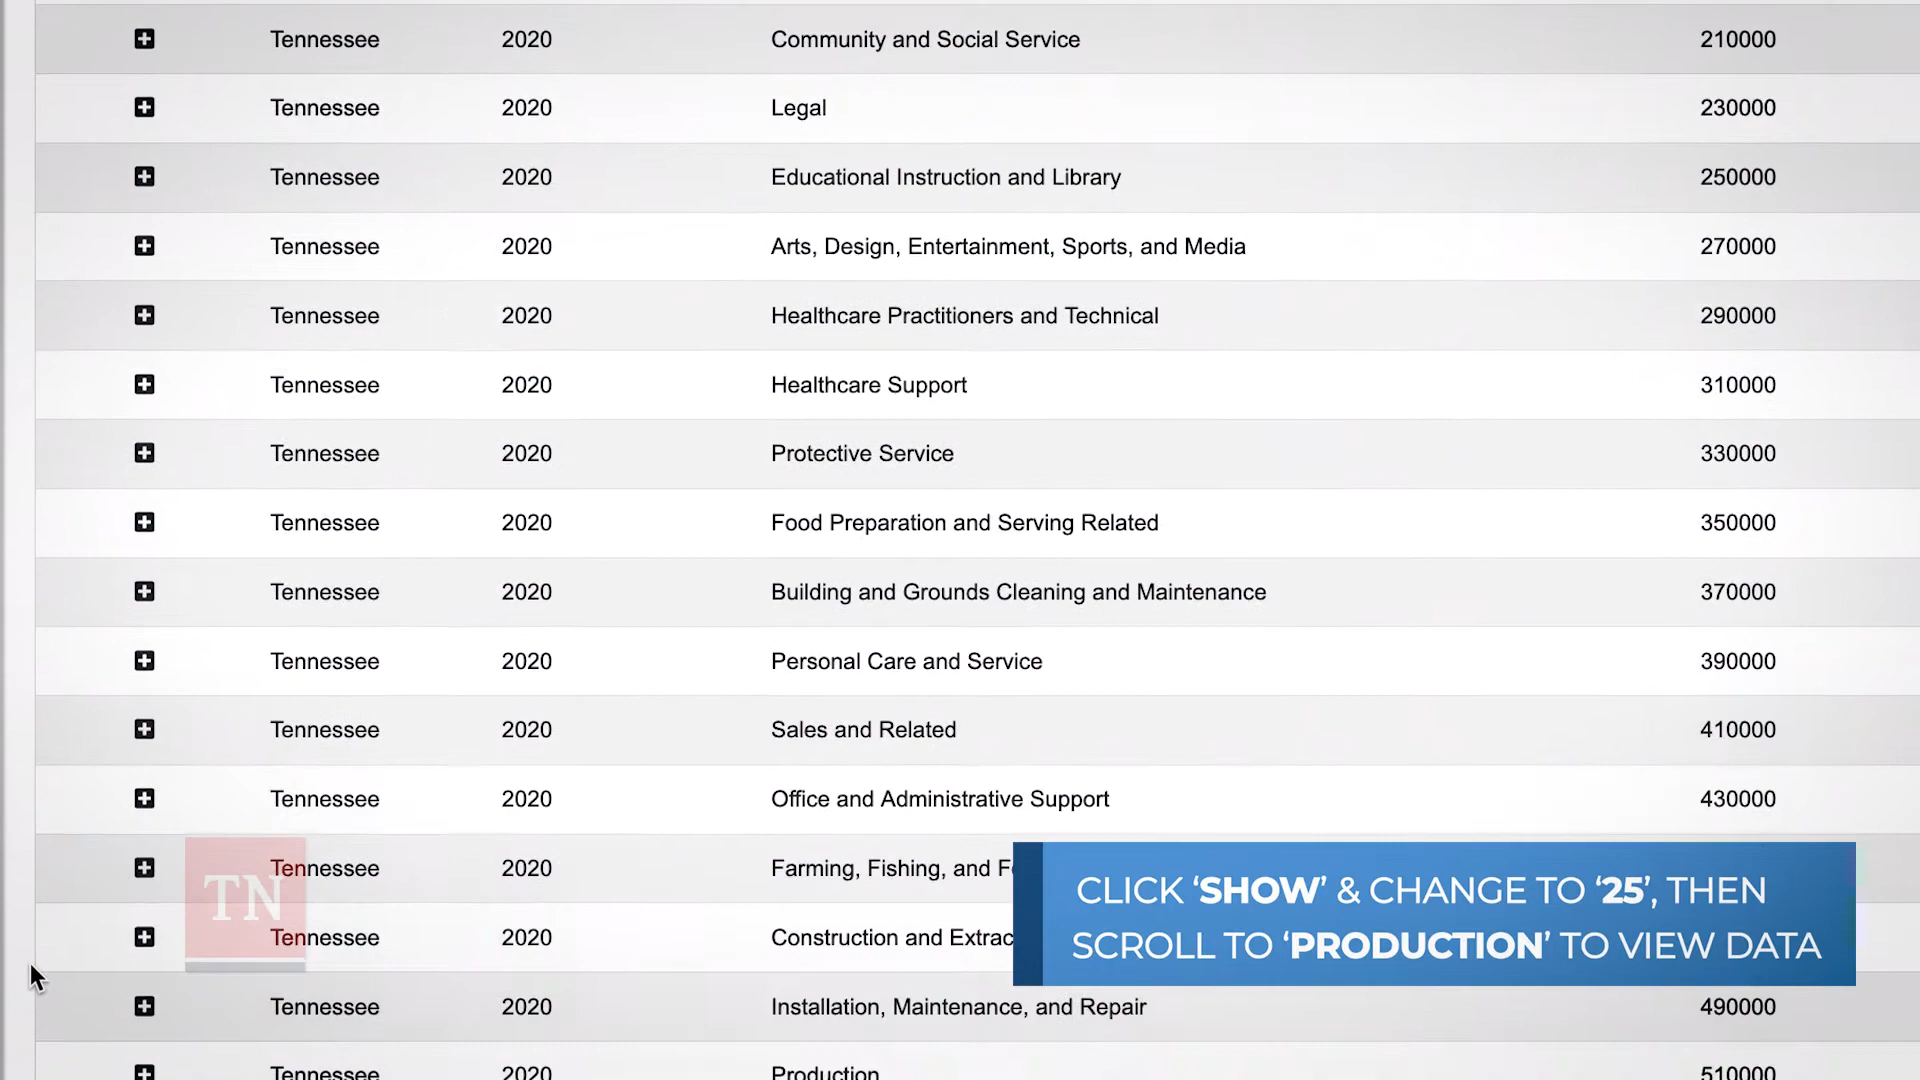 Tennessee 2020 Community and Social Service 210000
Tennessee 2020 Legal 230000
Tennessee 2020 Educational Instruction and Library 250000
Tennessee 2020 Arts, Design, Entertainment, Sports, and Media 270000
Tennessee 2020 Healthcare Practitioners and Technical 290000
Tennessee 2020 Healthcare Support 310000
Tennessee 2020 Protective Service 330000
Tennessee 2020 Food Preparation and Serving Related 350000
Tennessee 2020 Building and Grounds Cleaning and Maintenance 370000
Tennessee 2020 Personal Care and Service 390000
Tennessee 2020 Sales and Related 410000
Tennessee 2020 Office and Administrative Support 430000
Tennessee 2020 Farming, Fishing, and
Tennessee 2020 Construction and Extrac
TN
CLICK ‘SHOW’ & CHANGE TO ‘25’, THEN
SCROLL TO ‘PRODUCTION’ TO VIEW DATA
Tennessee 2020 Installation, Maintenance, and Repair 490000
Tennessee 2020 Production 510000